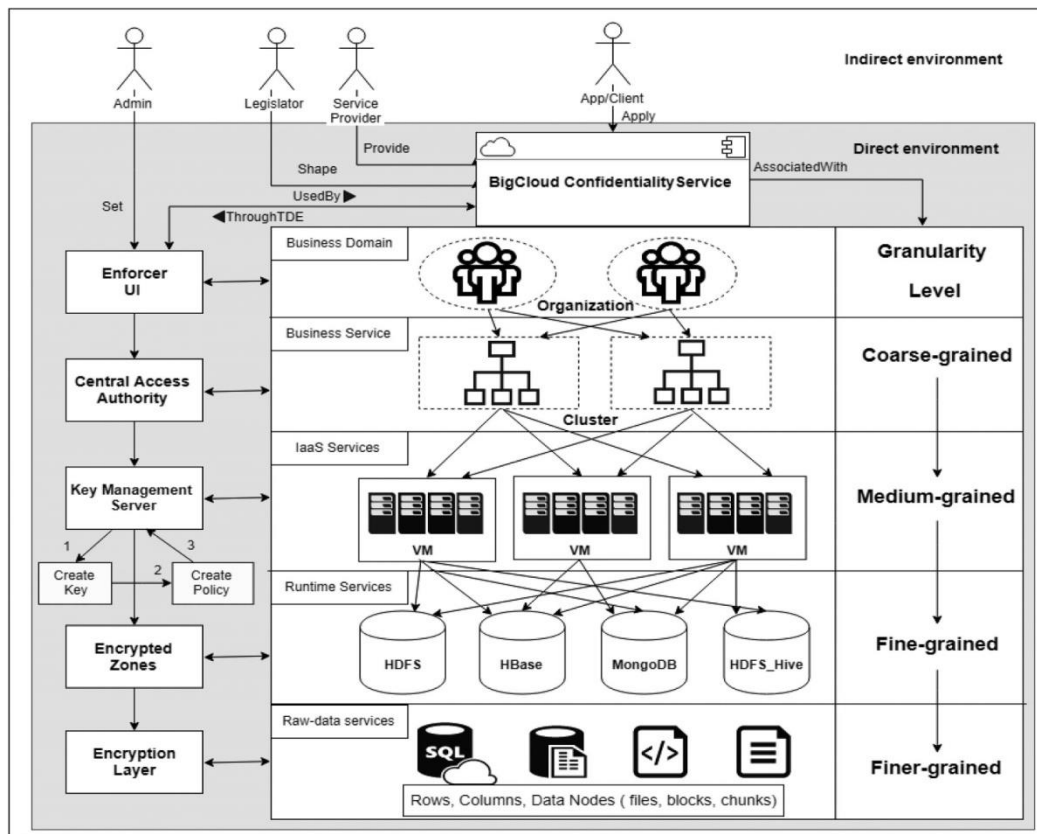 Indirect environment
Admin
Legislator
Service
Provider
App/Client
Apply
Direct environment
Provide
Shape
UsedBy ▶
◀ThroughTDE
Set
BigCloud ConfidentialityService
AssociatedWith
Enforcer
UI
Business Domain
Organization
Granularity
Level
Central Access
Authority
Business Service
Cluster
Coarse-grained
Key Management
Server
IaaS Services
VM
VM
VM
Medium-grained
1
2
3
Create
Key
Create
Policy
Encrypted
Zones
Runtime Services
HDFS
HBase
MongoDB
HDFS_Hive
Fine-grained
Encryption
Layer
Raw-data services
SQL
</>
Rows, Columns, Data Nodes ( files, blocks, chunks)
Finer-grained